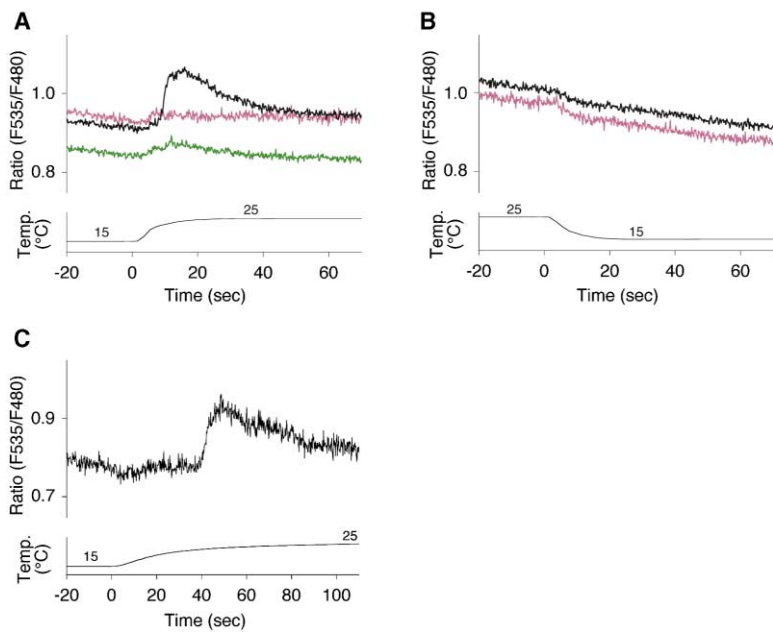 A
Ratio (F535/F480)
1.0
0.8
Temp.
(°C)
15
25
-20 0 20 40 60
Time (sec)
B
Ratio (F535/F480)
1.0
0.8
Temp.
(°C)
25
15
-20 0 20 40 60
Time (sec)
C
Ratio (F535/F480)
0.9
0.7
Temp.
(°C)
15
25
-20 0 20 40 60 80 100
Time (sec)